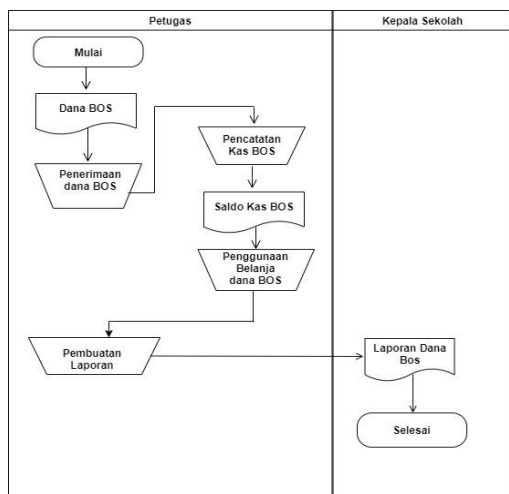 Petugas
Kepala Sekolah
Mulai
Dana BOS
Penerimaan
dana BOS
Pencatatan
Kas BOS
Saldo Kas BOS
Penggunaan
Belanja
dana BOS
Pembuatan
Laporan
Laporan Dana
Bos
Selesai